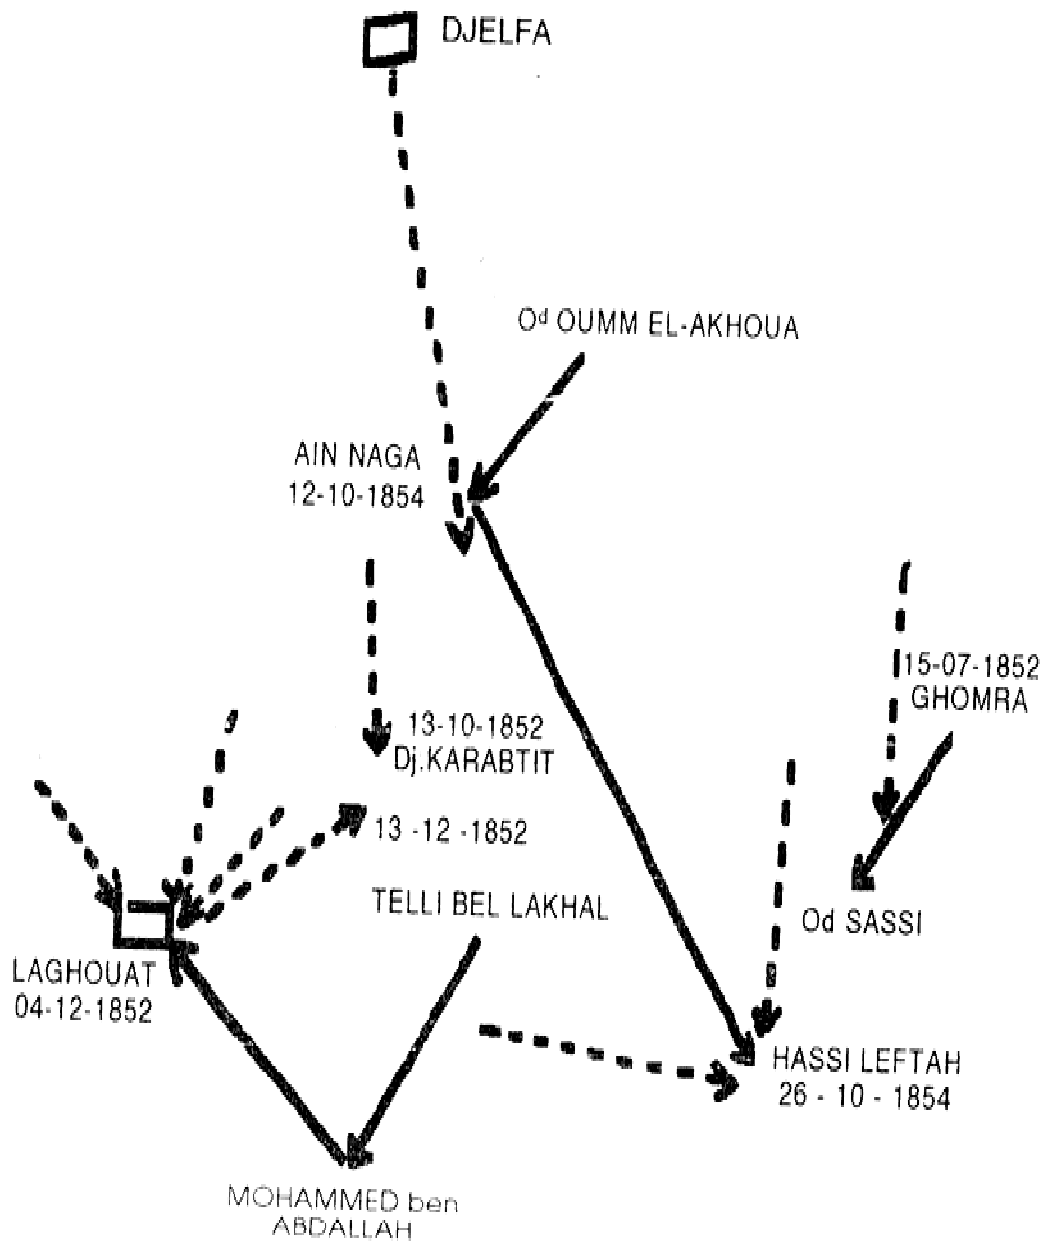 DJELFA
Od OUMM EL-AKHOUA
AIN NAGA
12-10-1854
15-07-1852
GHOMRA
13-10-1852
Dj.KARABTIT
13 -12 -1852
TELLI BEL LAKHAL
Od SASSI
LAGHOUAT
04-12-1852
HASSI LEFTAH
26 - 10 - 1854
MOHAMMED ben
ABDALLAH